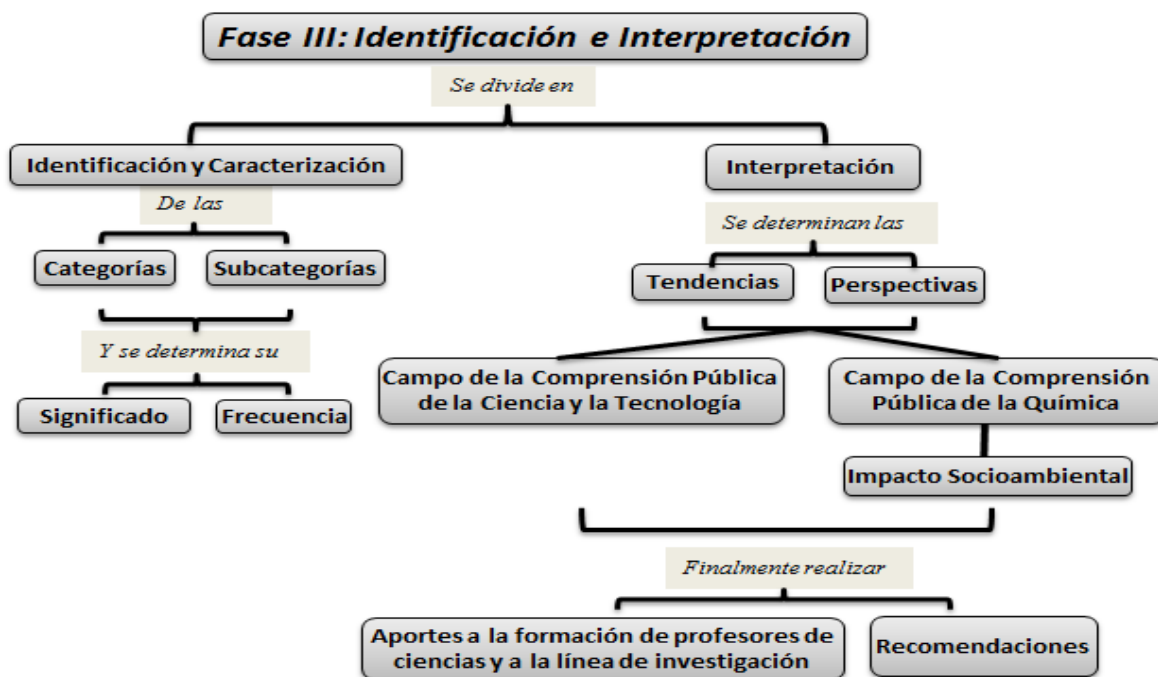 Fase III: Identificación e Interpretación
Se divide en
Identificación y Caracterización
Interpretación
De las
Se determinan las
Categorías
Subcategorías
Tendencias
Perspectivas
Y se determina su
Campo de la Comprensión Pública
de la Ciencia y la Tecnología
Campo de la Comprensión
Pública de la Química
Significado
Frecuencia
Impacto Socioambiental
Finalmente realizar
Aportes a la formación de profesores de
ciencias y a la línea de investigación
Recomendaciones